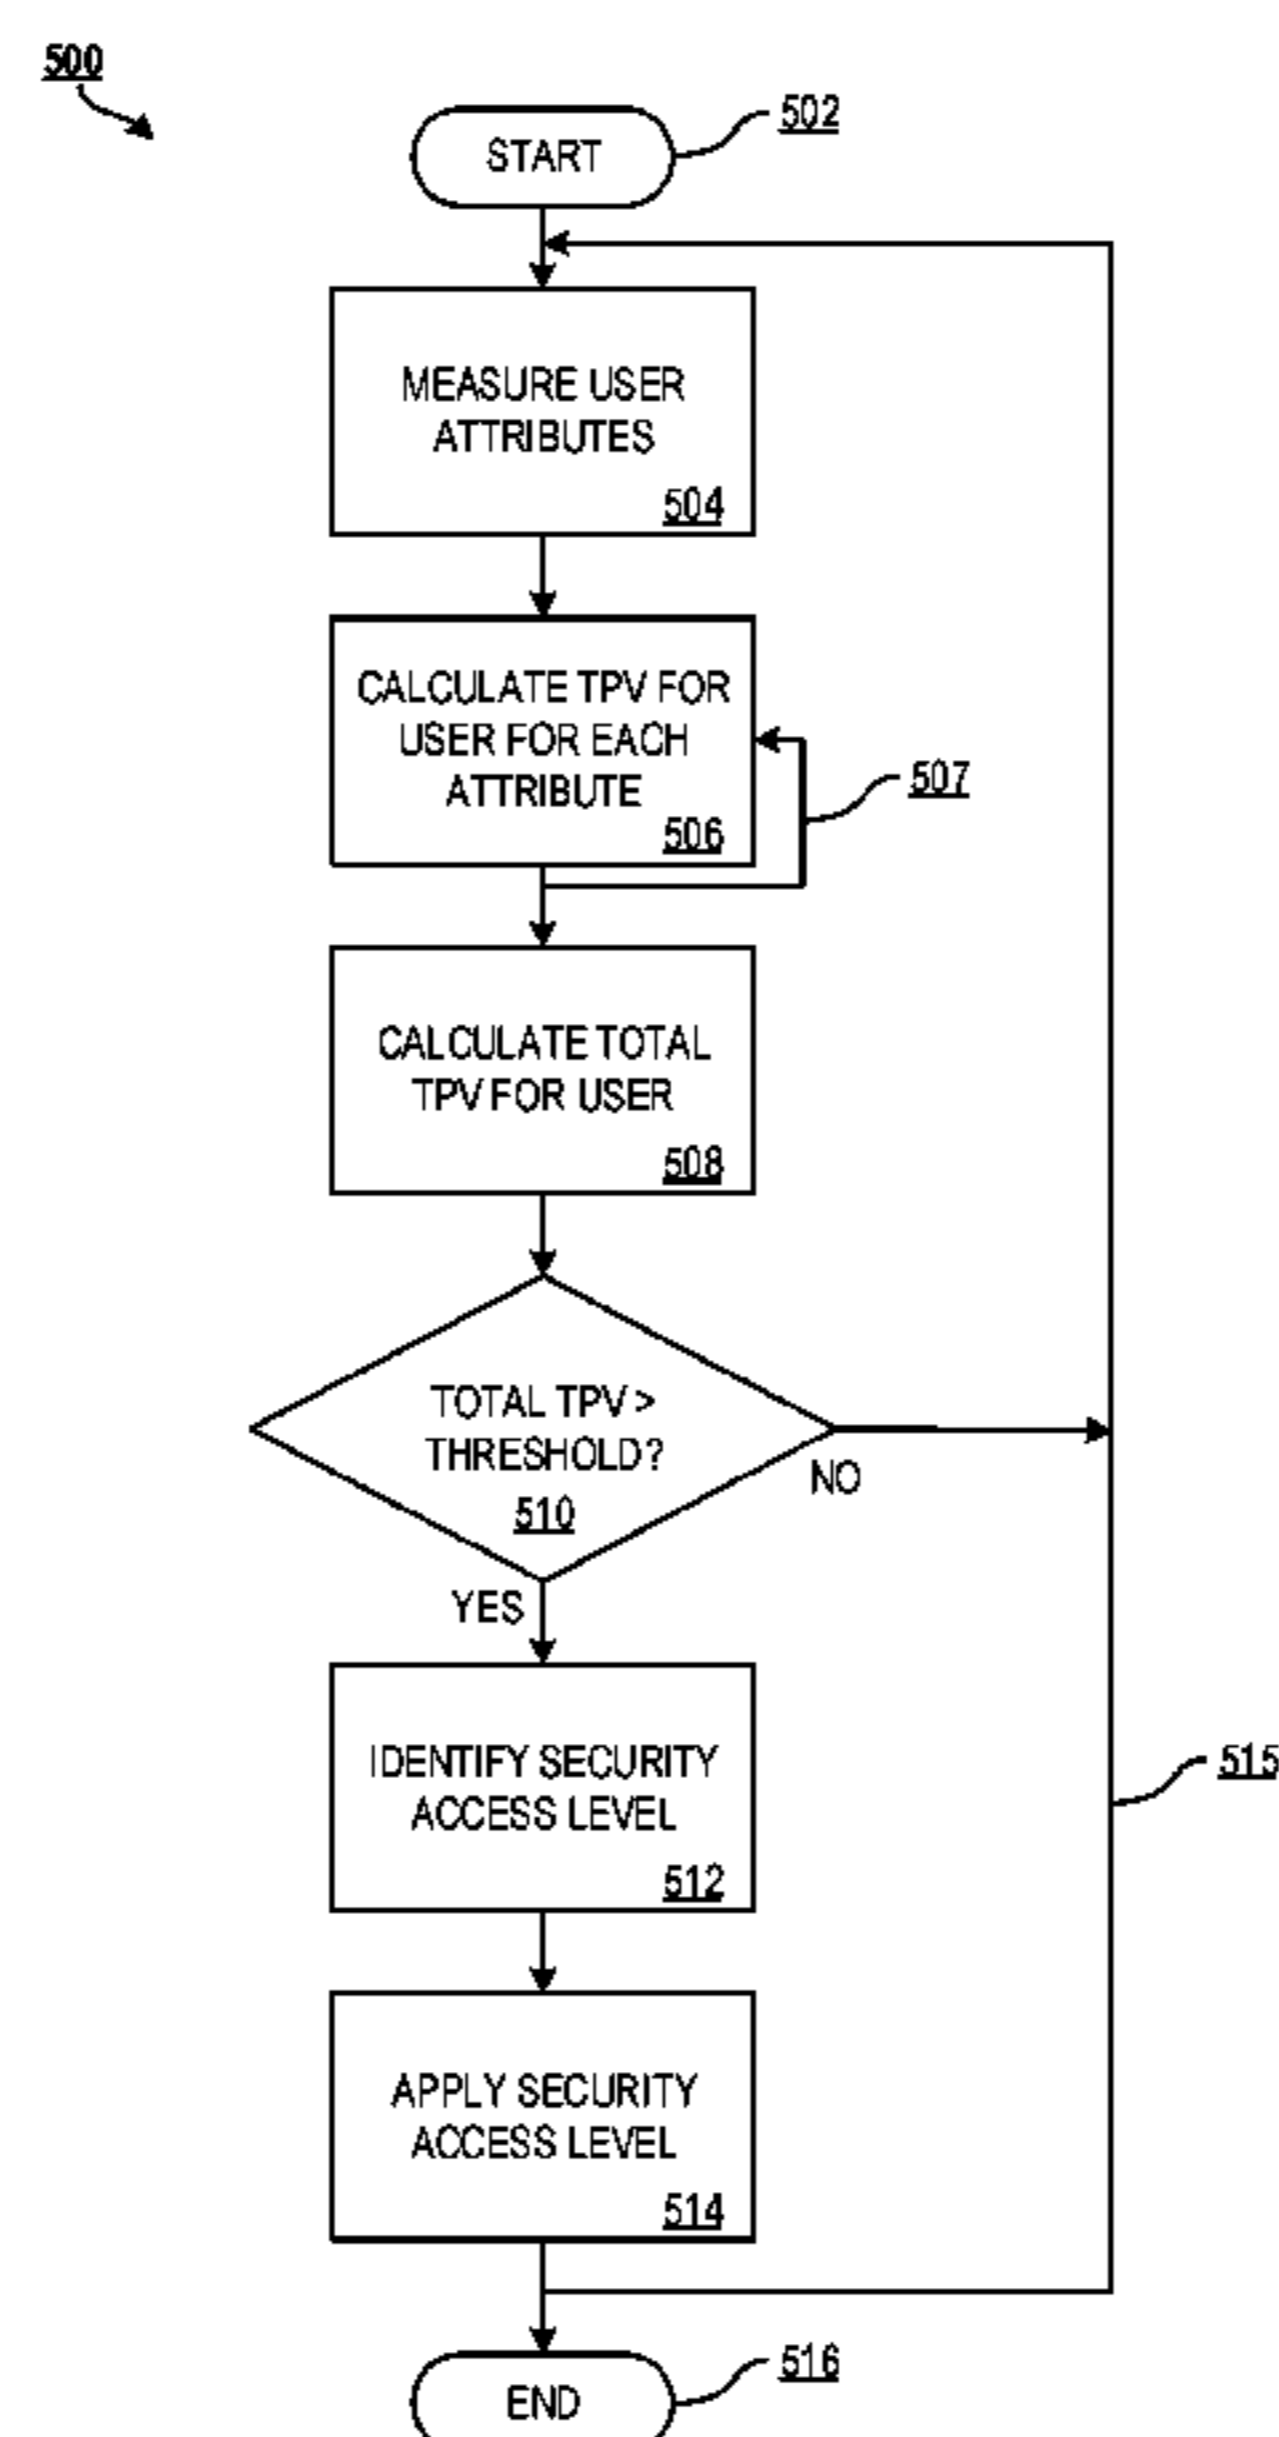 500
START
502
MEASURE USER
ATTRIBUTES
504
CALCULATE TPV FOR
USER FOR EACH
ATTRIBUTE
506
507
CALCULATE TOTAL
TPV FOR USER
508
TOTAL TPV >
THRESHOLD?
510
NO
YES
IDENTIFY SECURITY
ACCESS LEVEL
512
515
APPLY SECURITY
ACCESS LEVEL
514
END
516